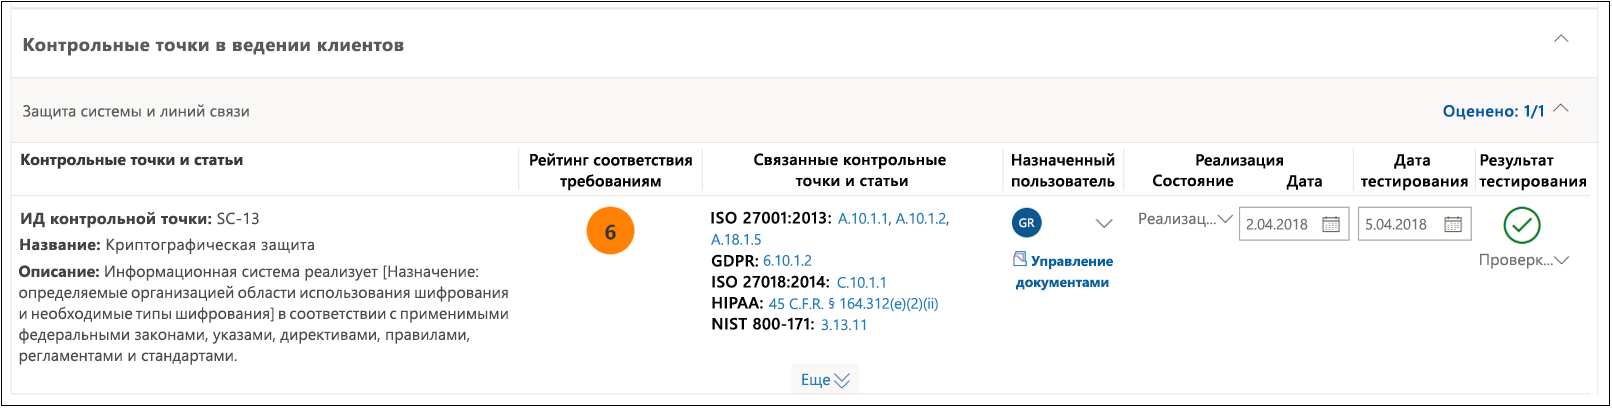 Контрольные точки в ведении клиентов
Защита системы и линий связи
Оценено: 1/1
Контрольные точки и статьи
Рейтинг соответствия
требованиям
Связанные контрольные
точки и статьи
Назначенный
пользователь
Реализация
Состояние
Дата
Дата
тестирования
Результат
тестирования
ИД контрольной точки: SC-13
Название: Криптографическая защита
Описание: Информационная система реализует [Назначение:
определяемые организацией области использования шифрования
и необходимые типы шифрования] в соответствии с применимыми
федеральными законами, указами, директивами, правилами,
регламентами и стандартами.
6
ISO 27001:2013: A.10.1.1, A.10.1.2,
A.18.1.5
GDPR: 6.10.1.2
ISO 27018:2014: C.10.1.1
HIPAA: 45 C.F.R. § 164.312(e)(2)(ii)
NIST 800-171: 3.13.11
GR
Управление
документами
Реализац...
2.04.2018
5.04.2018
Проверк...
Еще